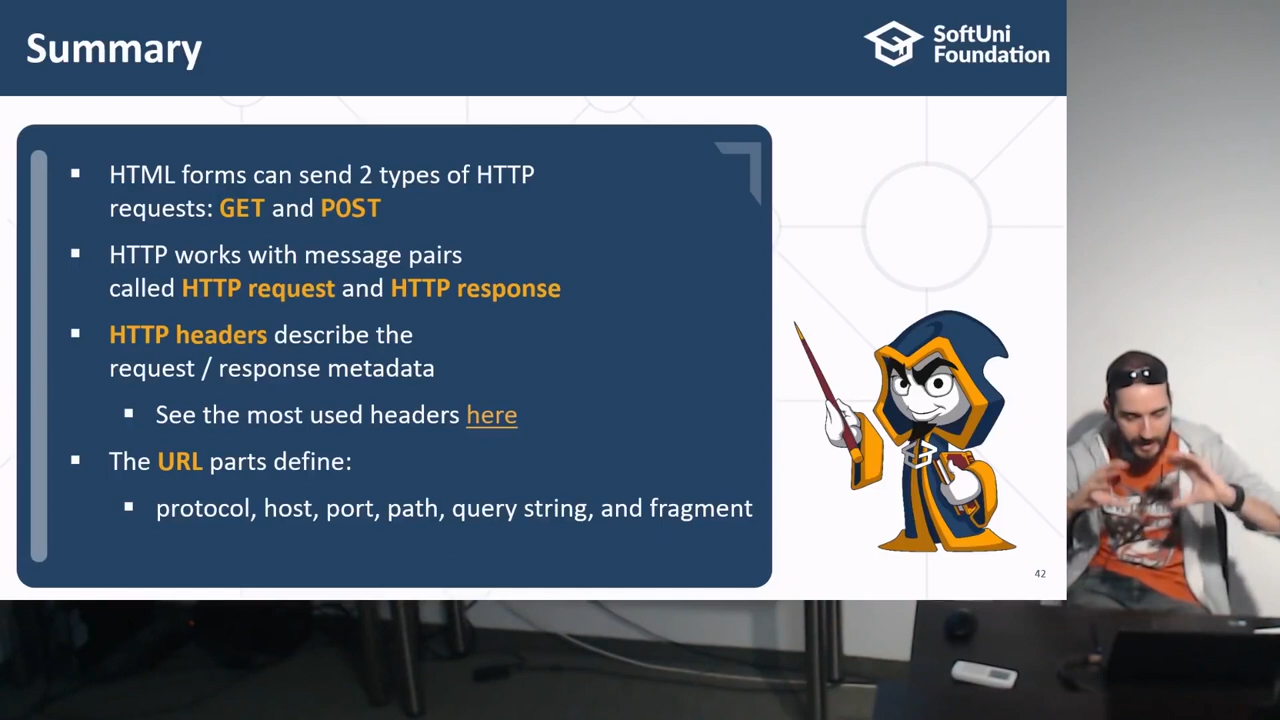 Summary
SoftUni
Foundation
▪ HTML forms can send 2 types of HTTP
requests: GET and POST
▪ HTTP works with message pairs
called HTTP request and HTTP response
▪ HTTP headers describe the
request / response metadata
▪ See the most used headers here
▪ The URL parts define:
▪ protocol, host, port, path, query string, and fragment
42